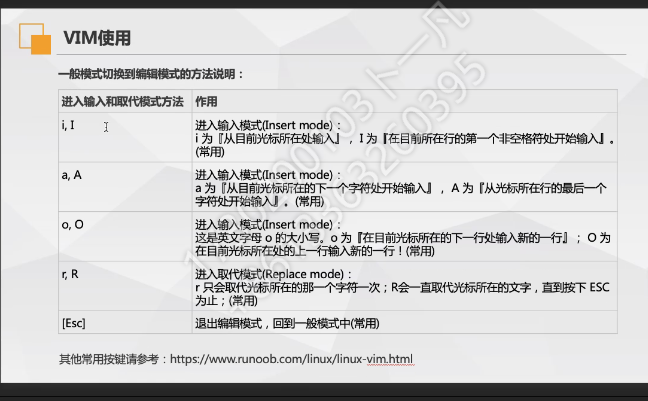 VIM使用
一般模式切换到编辑模式的方法说明：
进入输入和取代模式方法 作用
i, I
进入输入模式(Insert mode)：
i 为『从目前光标所在处输入』， I 为『在目前所在行的第一个非空格符处开始输入』。
(常用)
a, A
进入输入模式(Insert mode)：
a 为『从目前光标所在的下一个字符处开始输入』， A 为『从光标所在行的最后一个
字符处开始输入』。(常用)
o, O
进入输入模式(Insert mode)：
这是英文字母 o 的大小写。o 为『在目前光标所在的下一行处输入新的一行』； O 为
在目前光标所在处的上一行输入新的一行！(常用)
r, R
进入取代模式(Replace mode)：
r 只会取代光标所在的那一个字符一次；R会一直取代光标所在的文字，直到按下 ESC
为止；(常用)
[Esc] 退出编辑模式，回到一般模式中(常用)
其他常用按键请参考：https://www.runoob.com/linux/linux-vim.html